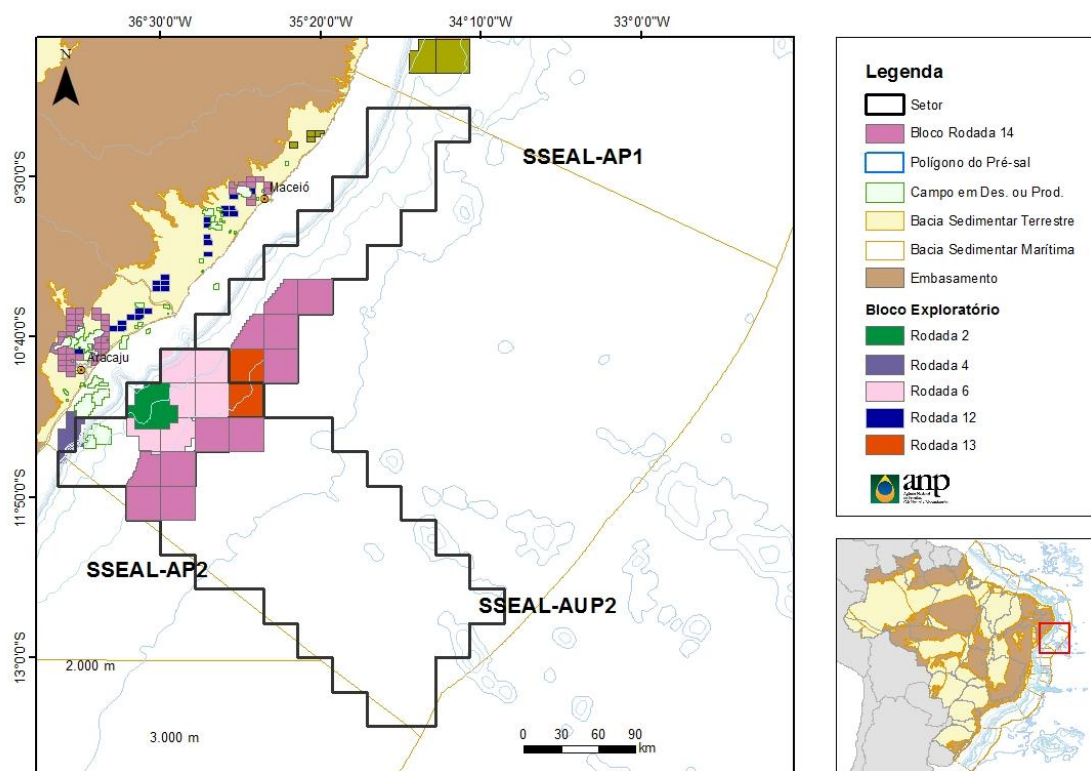 36°30'0"W
35°20'0"W
34°10'0"W
33°0'0"W
N
SSEAL-AP1
9°30'0"S
Maceió
10°40'0"S
Aracaju
11°50'0"S
SSEAL-AP2
SSEAL-AUP2
13°0'0"S
2.000 m
3.000 m
0 30 60 90
km
Legenda
Setor
Bloco Rodada 14
Polígono do Pré-sal
Campo em Des. ou Prod.
Bacia Sedimentar Terrestre
Bacia Sedimentar Marítima
Embasamento
Bloco Exploratório
Rodada 2
Rodada 4
Rodada 6
Rodada 12
Rodada 13
anp